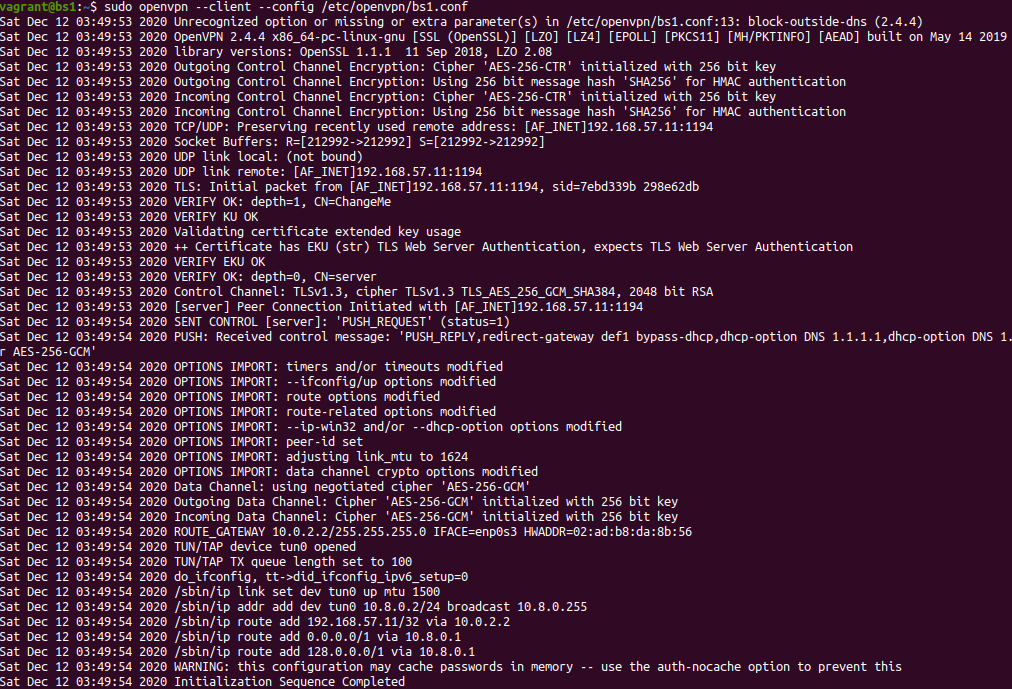 vagrant@bs1:~$ sudo openvpn --client --config /etc/openvpn/bs1.conf
Sat Dec 12 03:49:53 2020 Unrecognized option or missing or extra parameter(s) in /etc/openvpn/bs1.conf:13: block-outside-dns (2.4.4)
Sat Dec 12 03:49:53 2020 OpenVPN 2.4.4 x86_64-pc-linux-gnu [SSL (OpenSSL)] [LZO] [LZ4] [EPOLL] [PKCS11] [MH/PKTINFO] [AEAD] built on May 14 2019
Sat Dec 12 03:49:53 2020 library versions: OpenSSL 1.1.1  11 Sep 2018, LZO 2.08
Sat Dec 12 03:49:53 2020 Outgoing Control Channel Encryption: Cipher 'AES-256-CTR' initialized with 256 bit key
Sat Dec 12 03:49:53 2020 Outgoing Control Channel Encryption: Using 256 bit message hash 'SHA256' for HMAC authentication
Sat Dec 12 03:49:53 2020 Incoming Control Channel Encryption: Cipher 'AES-256-CTR' initialized with 256 bit key
Sat Dec 12 03:49:53 2020 Incoming Control Channel Encryption: Using 256 bit message hash 'SHA256' for HMAC authentication
Sat Dec 12 03:49:53 2020 TCP/UDP: Preserving recently used remote address: [AF_INET]192.168.57.11:1194
Sat Dec 12 03:49:53 2020 Socket Buffers: R=[212992->212992] S=[212992->212992]
Sat Dec 12 03:49:53 2020 UDP link local: (not bound)
Sat Dec 12 03:49:53 2020 UDP link remote: [AF_INET]192.168.57.11:1194
Sat Dec 12 03:49:53 2020 TLS: Initial packet from [AF_INET]192.168.57.11:1194, sid=7ebd339b 298e62db
Sat Dec 12 03:49:53 2020 VERIFY OK: depth=1, CN=ChangeMe
Sat Dec 12 03:49:53 2020 VERIFY KU OK
Sat Dec 12 03:49:53 2020 Validating certificate extended key usage
Sat Dec 12 03:49:53 2020 ++ Certificate has EKU (str) TLS Web Server Authentication, expects TLS Web Server Authentication
Sat Dec 12 03:49:53 2020 VERIFY EKU OK
Sat Dec 12 03:49:53 2020 VERIFY OK: depth=0, CN=server
Sat Dec 12 03:49:53 2020 Control Channel: TLSv1.3, cipher TLSv1.3 TLS_AES_256_GCM_SHA384, 2048 bit RSA
Sat Dec 12 03:49:53 2020 [server] Peer Connection Initiated with [AF_INET]192.168.57.11:1194
Sat Dec 12 03:49:54 2020 SENT CONTROL [server]: 'PUSH_REQUEST' (status=1)
Sat Dec 12 03:49:54 2020 PUSH: Received control message: 'PUSH_REPLY,redirect-gateway def1 bypass-dhcp,dhcp-option DNS 1.1.1.1,dhcp-option DNS 1.
r AES-256-GCM'
Sat Dec 12 03:49:54 2020 OPTIONS IMPORT: timers and/or timeouts modified
Sat Dec 12 03:49:54 2020 OPTIONS IMPORT: --ifconfig/up options modified
Sat Dec 12 03:49:54 2020 OPTIONS IMPORT: route options modified
Sat Dec 12 03:49:54 2020 OPTIONS IMPORT: route-related options modified
Sat Dec 12 03:49:54 2020 OPTIONS IMPORT: --ip-win32 and/or --dhcp-option options modified
Sat Dec 12 03:49:54 2020 OPTIONS IMPORT: peer-id set
Sat Dec 12 03:49:54 2020 OPTIONS IMPORT: adjusting link_mtu to 1624
Sat Dec 12 03:49:54 2020 OPTIONS IMPORT: data channel crypto options modified
Sat Dec 12 03:49:54 2020 Data Channel: using negotiated cipher 'AES-256-GCM'
Sat Dec 12 03:49:54 2020 Outgoing Data Channel: Cipher 'AES-256-GCM' initialized with 256 bit key
Sat Dec 12 03:49:54 2020 Incoming Data Channel: Cipher 'AES-256-GCM' initialized with 256 bit key
Sat Dec 12 03:49:54 2020 ROUTE_GATEWAY 10.0.2.2/255.255.255.0 IFACE=enp0s3 HWADDR=02:ad:b8:da:8b:56
Sat Dec 12 03:49:54 2020 TUN/TAP device tun0 opened
Sat Dec 12 03:49:54 2020 TUN/TAP TX queue length set to 100
Sat Dec 12 03:49:54 2020 do_ifconfig, tt->did_ifconfig_ipv6_setup=0
Sat Dec 12 03:49:54 2020 /sbin/ip link set dev tun0 up mtu 1500
Sat Dec 12 03:49:54 2020 /sbin/ip addr add dev tun0 10.8.0.2/24 broadcast 10.8.0.255
Sat Dec 12 03:49:54 2020 /sbin/ip route add 192.168.57.11/32 via 10.0.2.2
Sat Dec 12 03:49:54 2020 /sbin/ip route add 0.0.0.0/1 via 10.8.0.1
Sat Dec 12 03:49:54 2020 /sbin/ip route add 128.0.0.0/1 via 10.8.0.1
Sat Dec 12 03:49:54 2020 WARNING: this configuration may cache passwords in memory -- use the auth-nocache option to prevent this
Sat Dec 12 03:49:54 2020 Initialization Sequence Completed